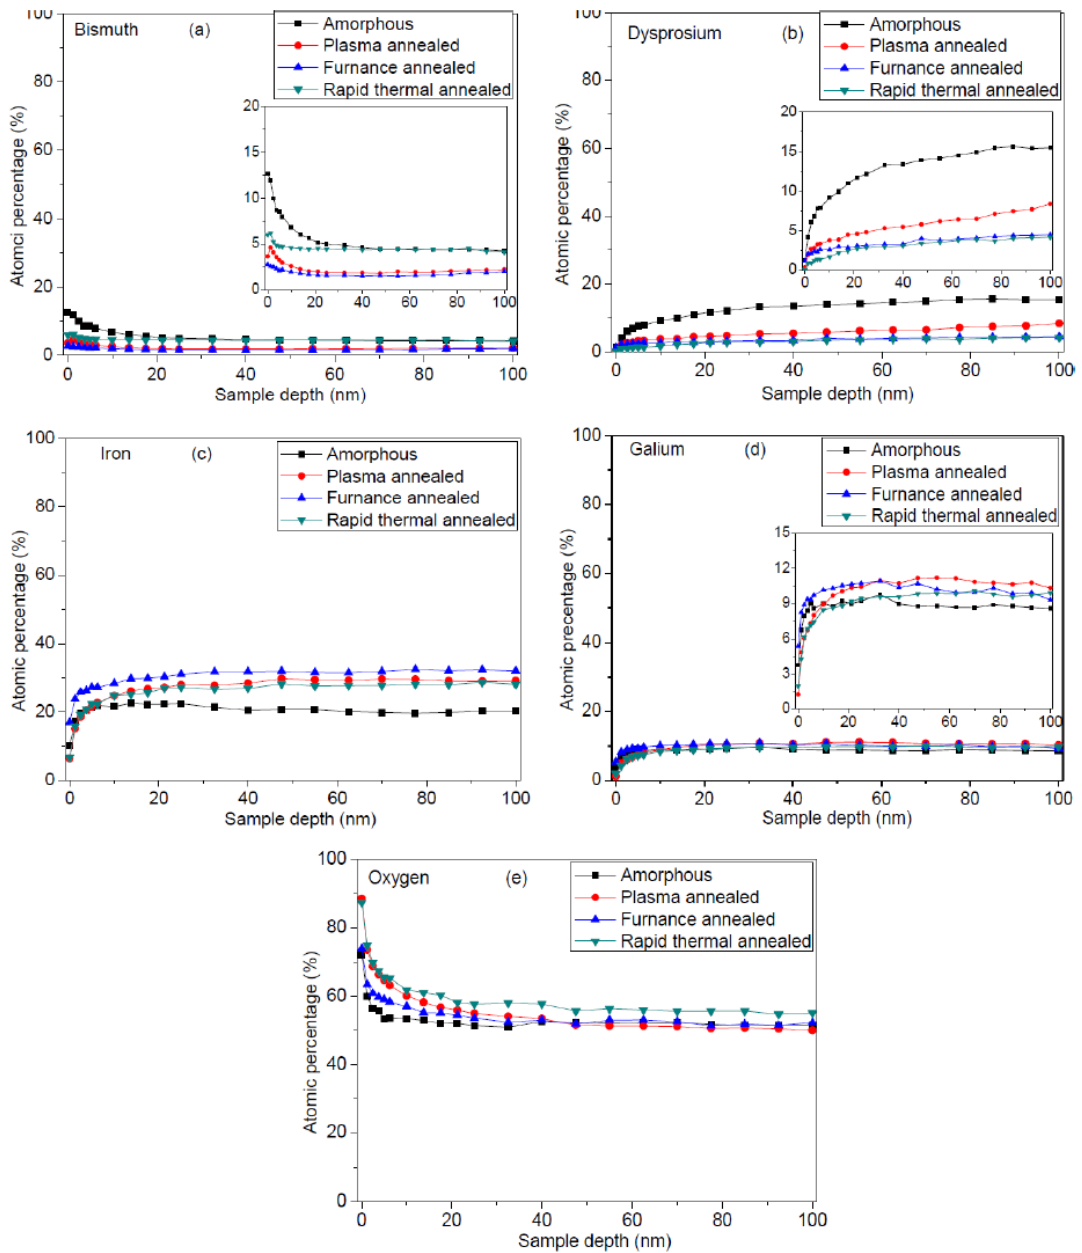 Bismuth (a)
Amorphous
Plasma annealed
Furnance annealed
Rapid thermal annealed
Atomci percentage (%)
100
80
60
40
20
0
0 20 40 60 80 100
Sample depth (nm)
20
15
10
5
0
0 20 40 60 80 100
Dysprosium (b)
Amorphous
Plasma annealed
Furnance annealed
Rapid thermal annealed
Atomic percentage (%)
100
80
60
40
20
0
0 20 40 60 80 100
Sample depth (nm)
20
15
10
5
0
0 20 40 60 80 100
Iron (c)
Amorphous
Plasma annealed
Furnance annealed
Rapid thermal annealed
Atomic percentage (%)
100
80
60
40
20
0
0 20 40 60 80 100
Sample depth (nm)
Galium (d)
Amorphous
Plasma annealed
Furnance annealed
Rapid thermal annealed
Atomic precentage (%)
100
80
60
40
20
0
0 20 40 60 80 100
Sample depth (nm)
15
12
9
6
3
0
0 20 40 60 80 100
Oxygen (e)
Amorphous
Plasma annealed
Furnance annealed
Rapid thermal annealed
Atomic percentage (%)
100
80
60
40
20
0
0 20 40 60 80 100
Sample depth (nm)